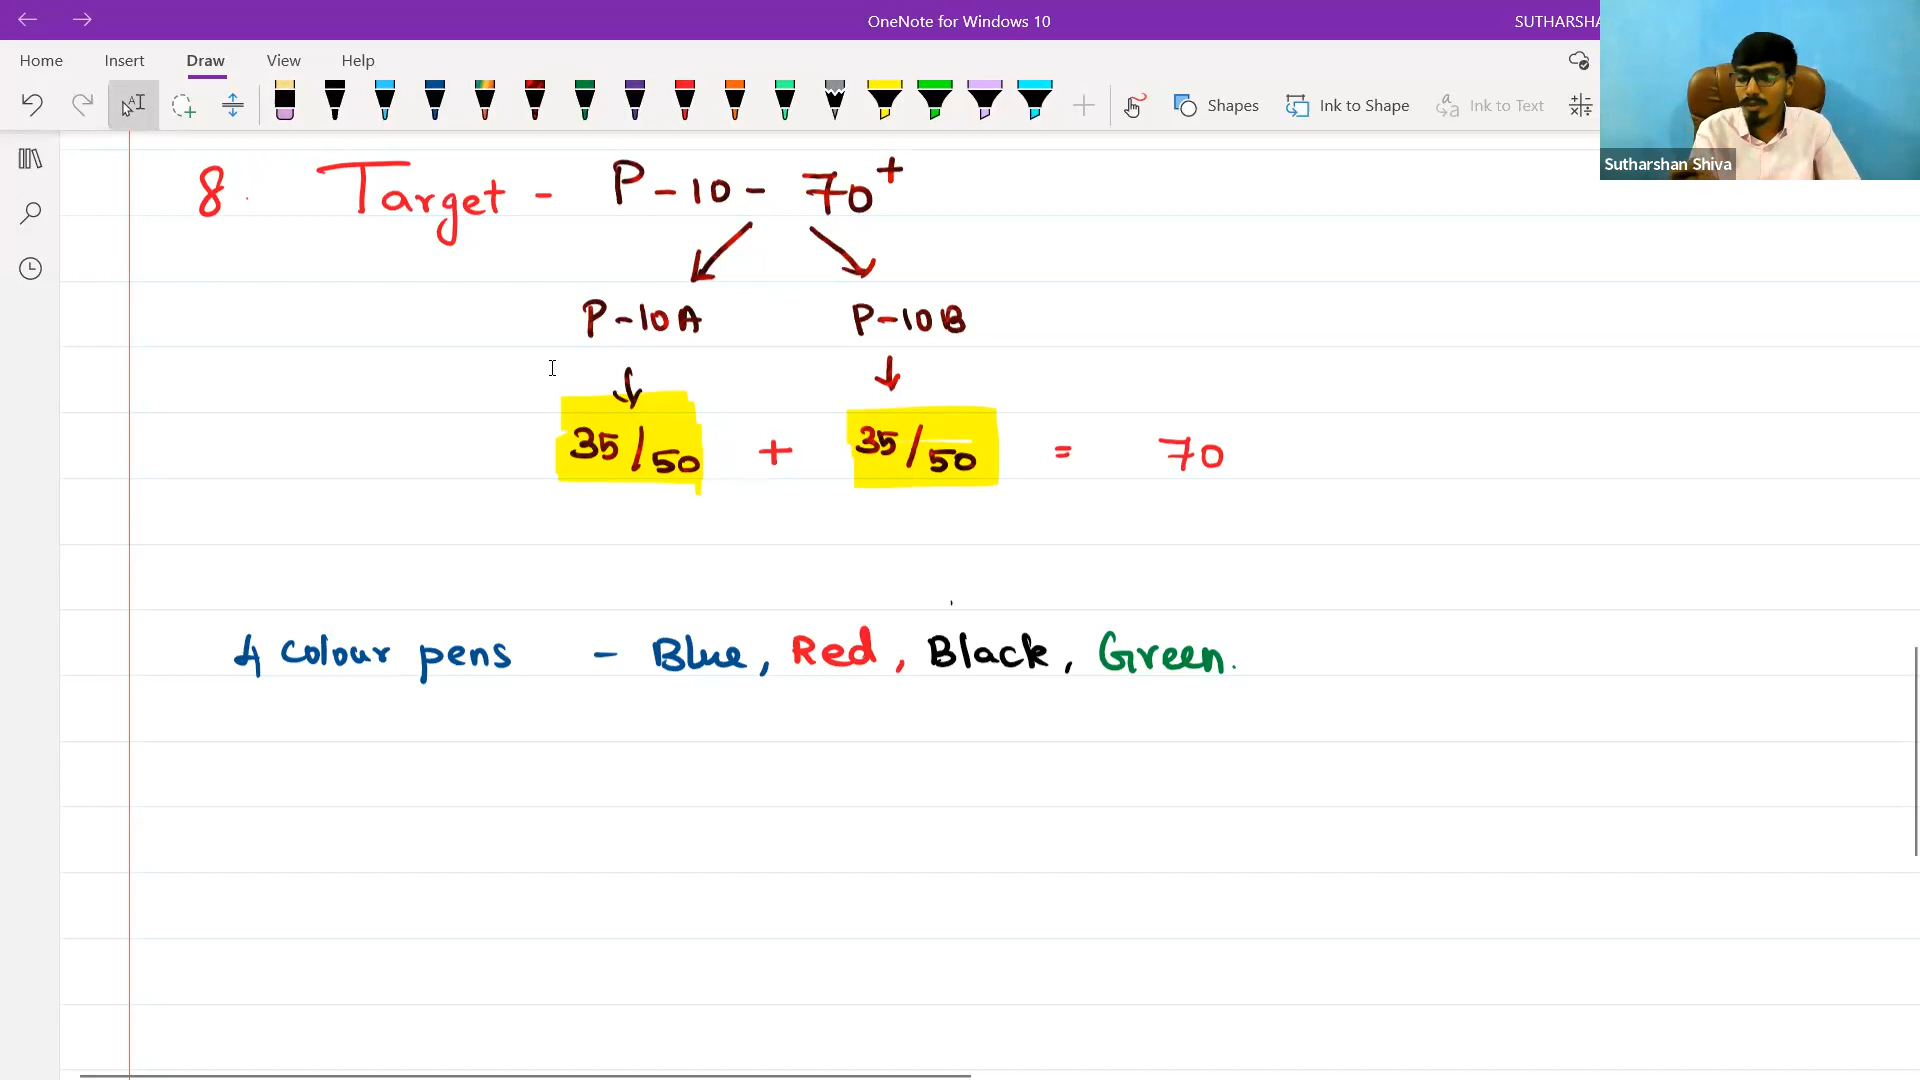 OneNote for Windows 10
SUTHARSHA
Home Insert Draw View Help
Shapes Ink to Shape Ink to Text
Sutharshan Shiva
8. Target - P-10- 70+
P-10A P-10B
35/50 + 35/50 = 70
4 colour pens - Blue, Red, Black, Green.